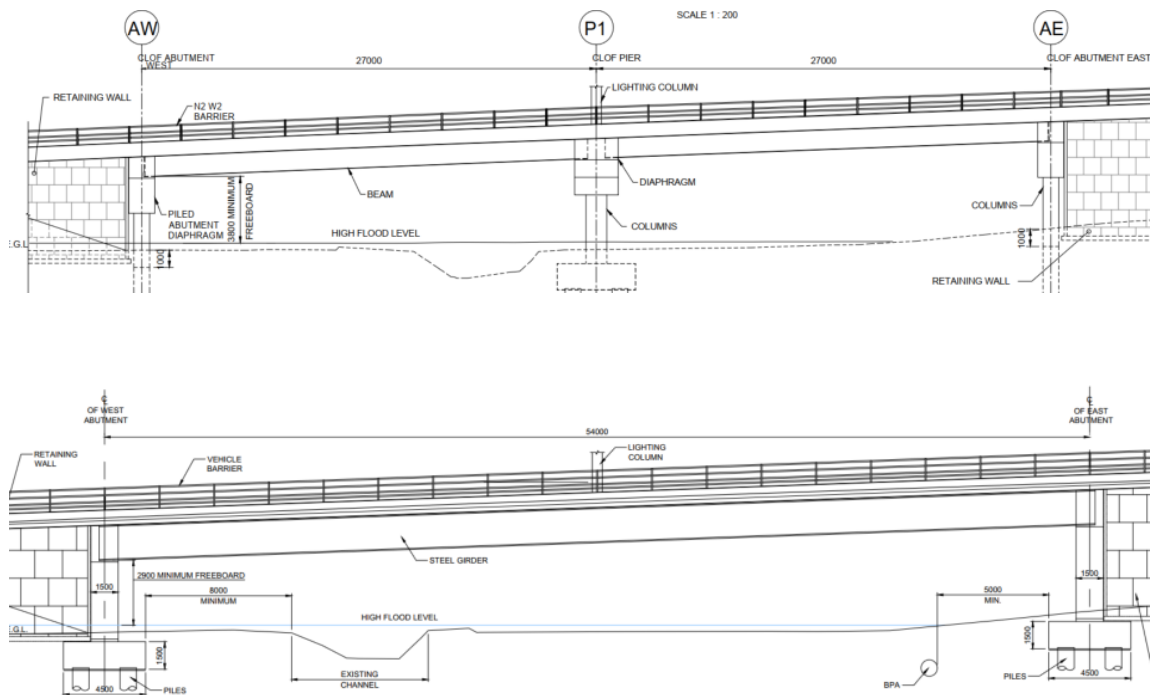 SCALE 1 : 200
AW
P1
AE
CLOF ABUTMENT
WEST
27000
CLOF PIER
27000
CLOF ABUTMENT EAST
RETAINING WALL
N2 W2
BARRIER
LIGHTING COLUMN
DIAPHRAGM
BEAM
PILED
ABUTMENT
DIAPHRAGM
3800 MINIMUM
FREEBOARD
HIGH FLOOD LEVEL
COLUMNS
COLUMNS
E.G.L
1000
1000
RETAINING WALL
OF WEST
ABUTMENT
54000
OF EAST
ABUTMENT
RETAINING
WALL
VEHICLE
BARRIER
LIGHTING
COLUMN
STEEL GIRDER
2900 MINIMUM FREEBOARD
1500
8000
MINIMUM
1500
5000
MIN.
HIGH FLOOD LEVEL
E.G.L
1500
1500
EXISTING
CHANNEL
BPA
PILES
4500
PILES
4500